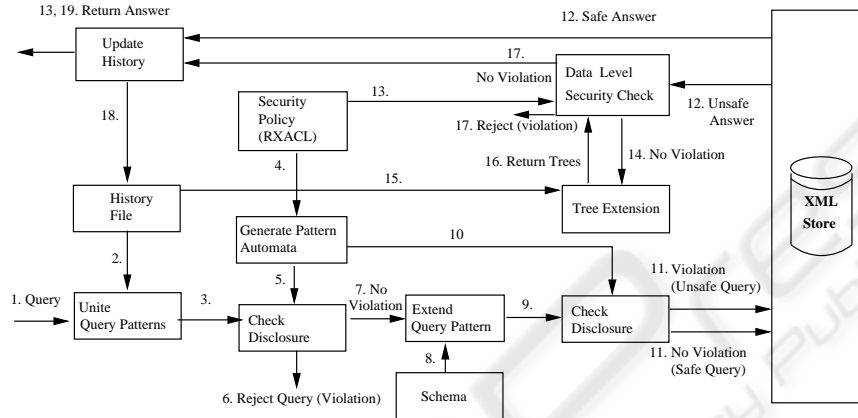 13, 19. Return Answer
12. Safe Answer
Update
History
17.
No Violation
Data Level
Security Check
Security
Policy
(RXACL)
13.
12. Unsafe
Answer
17. Reject (violation)
18.
4.
16. Return Trees
14. No Violation
15.
History
File
Tree Extension
XML
Store
Generate Pattern
Automata
10
2.
5.
7. No
Violation
11. Violation
(Unsafe Query)
1. Query
Unite
Query Patterns
3.
Check
Disclosure
Extend
Query Pattern
9.
Check
Disclosure
8.
11. No Violation
(Safe Query)
6. Reject Query (Violation)
Schema